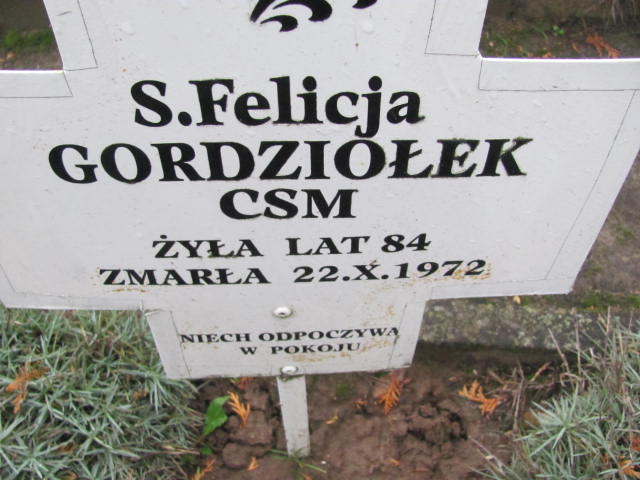 S.Felicja
GORDZIOŁEK
CSM
ŻYŁA LAT 84
ZMARŁA 22.X.1972
NIECH ODPOCZYWA
W POKOJU